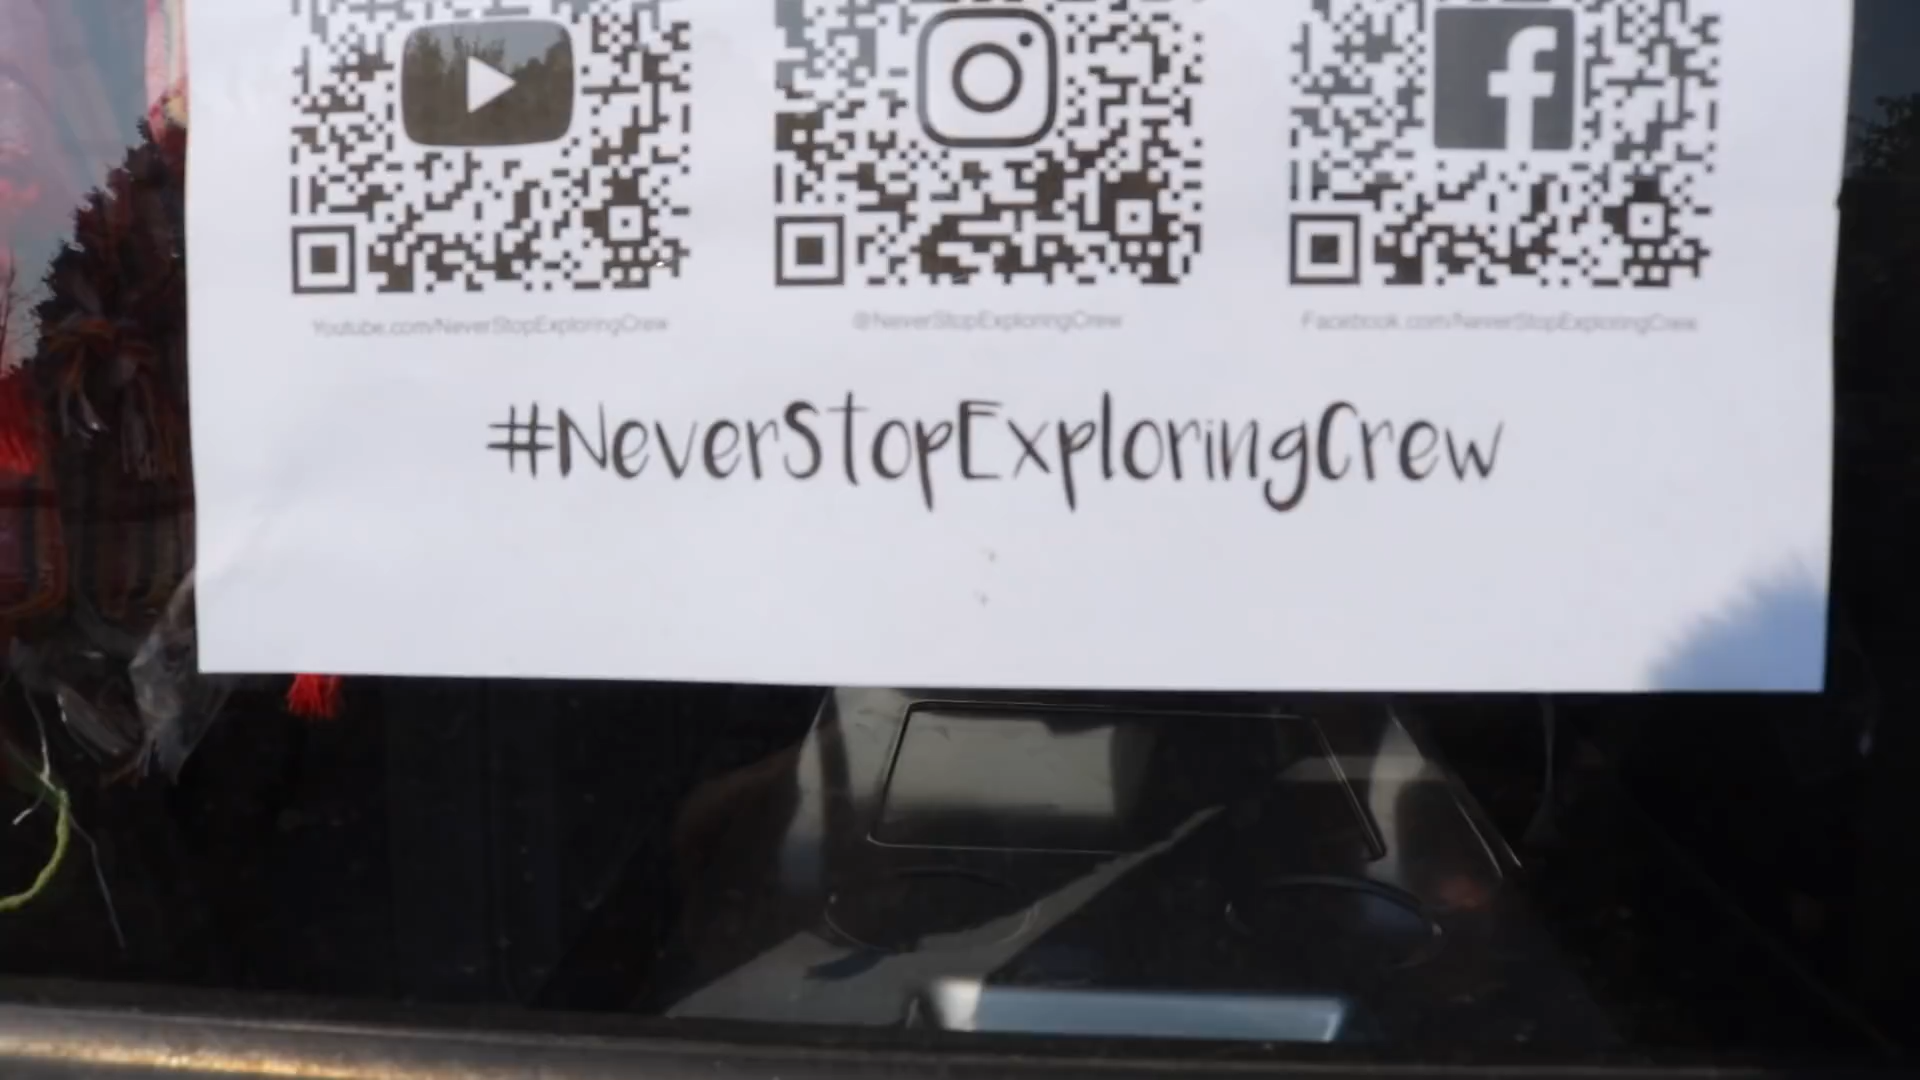 Youtube.com/NeverStopExploringCrew
@NeverStopExploringCrew
Facebook.com/NeverStopExploringCrew
#NeverStopExploringCrew